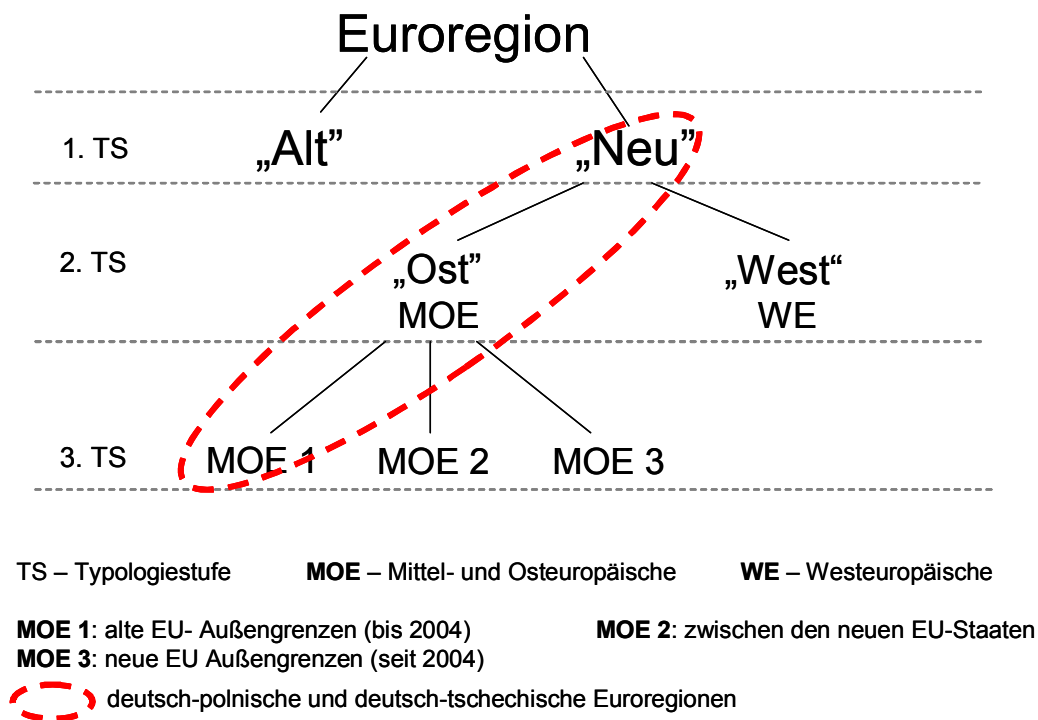 Euroregion
1. TS „Alt” „Neu”
2. TS „Ost” „West“
MOE WE
3. TS MOE 1 MOE 2 MOE 3
TS – Typologiestufe MOE – Mittel- und Osteuropäische WE – Westeuropäische
MOE 1: alte EU- Außengrenzen (bis 2004) MOE 2: zwischen den neuen EU-Staaten
MOE 3: neue EU Außengrenzen (seit 2004)
deutsch-polnische und deutsch-tschechische Euroregionen